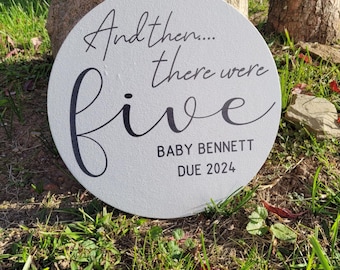 And then....
there were
five
BABY BENNETT
DUE 2024